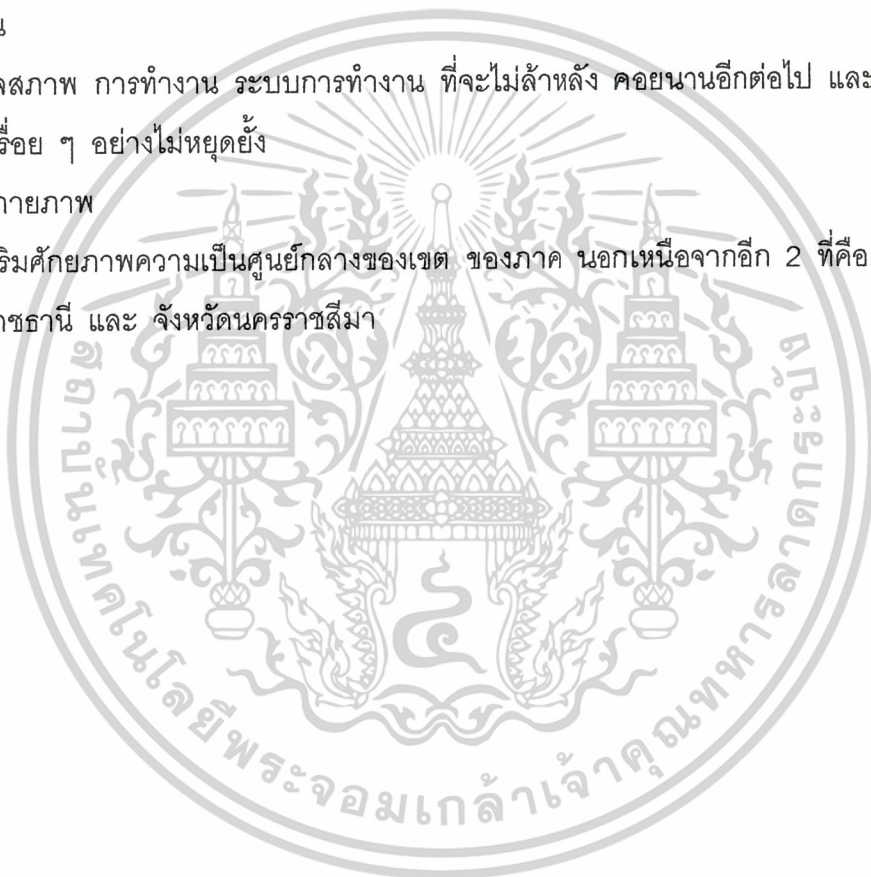 น
สภาพ การทำงาน ระบบการทำงาน ที่จะไม่ล้าหลัง คอยนานอีกต่อไป และ
รื่อย ๆ อย่างไม่หยุดยั้ง
กายภาพ
ริมศักยภาพความเป็นศูนย์กลางของเขต ของภาค นอกเหนือจากอีก 2 ที่คือ
าชธานี และ จังหวัดนครราชสีมา
สถาบันเทคโนโลยีพระจอมเกล้าเจ้าคุณทหารลาดกระบัง
๔